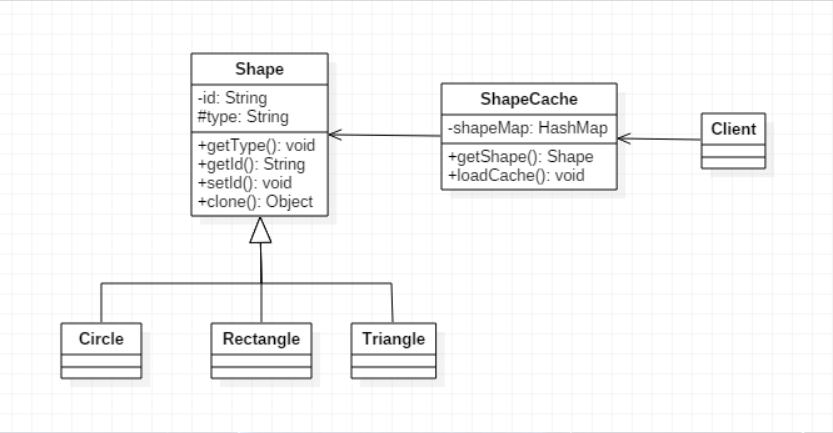 Shape
-id: String
#type: String
+getType(): void
+getId(): String
+setId(): void
+clone(): Object
ShapeCache
-shapeMap: HashMap
+getShape(): Shape
+loadCache(): void
Client
Circle
Rectangle
Triangle